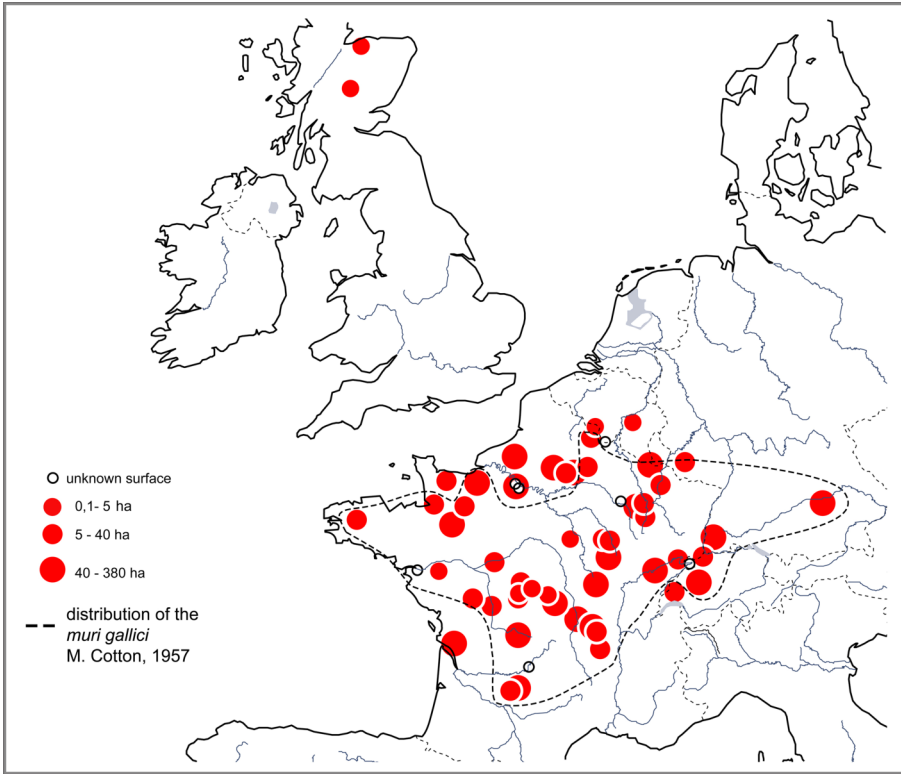 unknown surface
0,1- 5 ha
5 - 40 ha
40 - 380 ha
distribution of the
muri gallici
M. Cotton, 1957